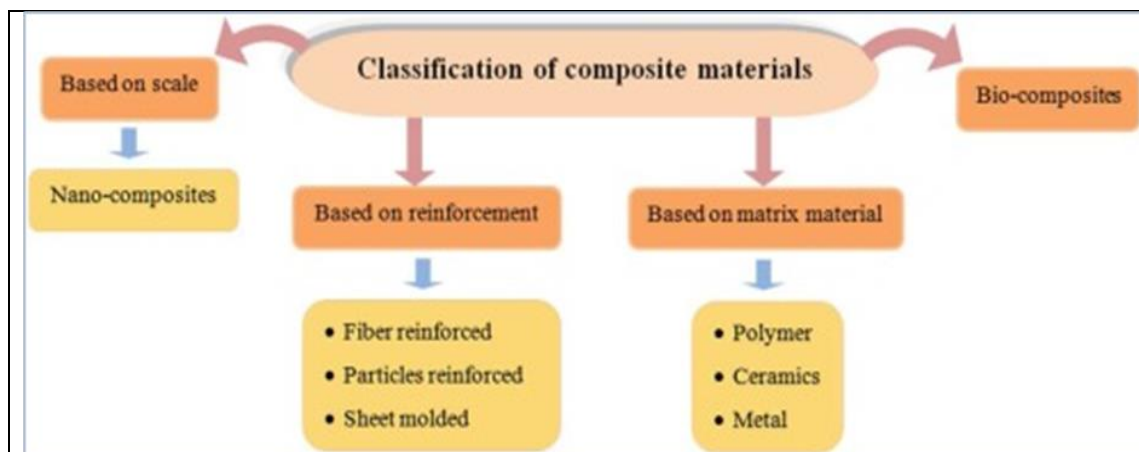 Classification of composite materials
Based on scale
Nano-composites
Based on reinforcement
• Fiber reinforced
• Particles reinforced
• Sheet molded
Based on matrix material
• Polymer
• Ceramics
• Metal
Bio-composites